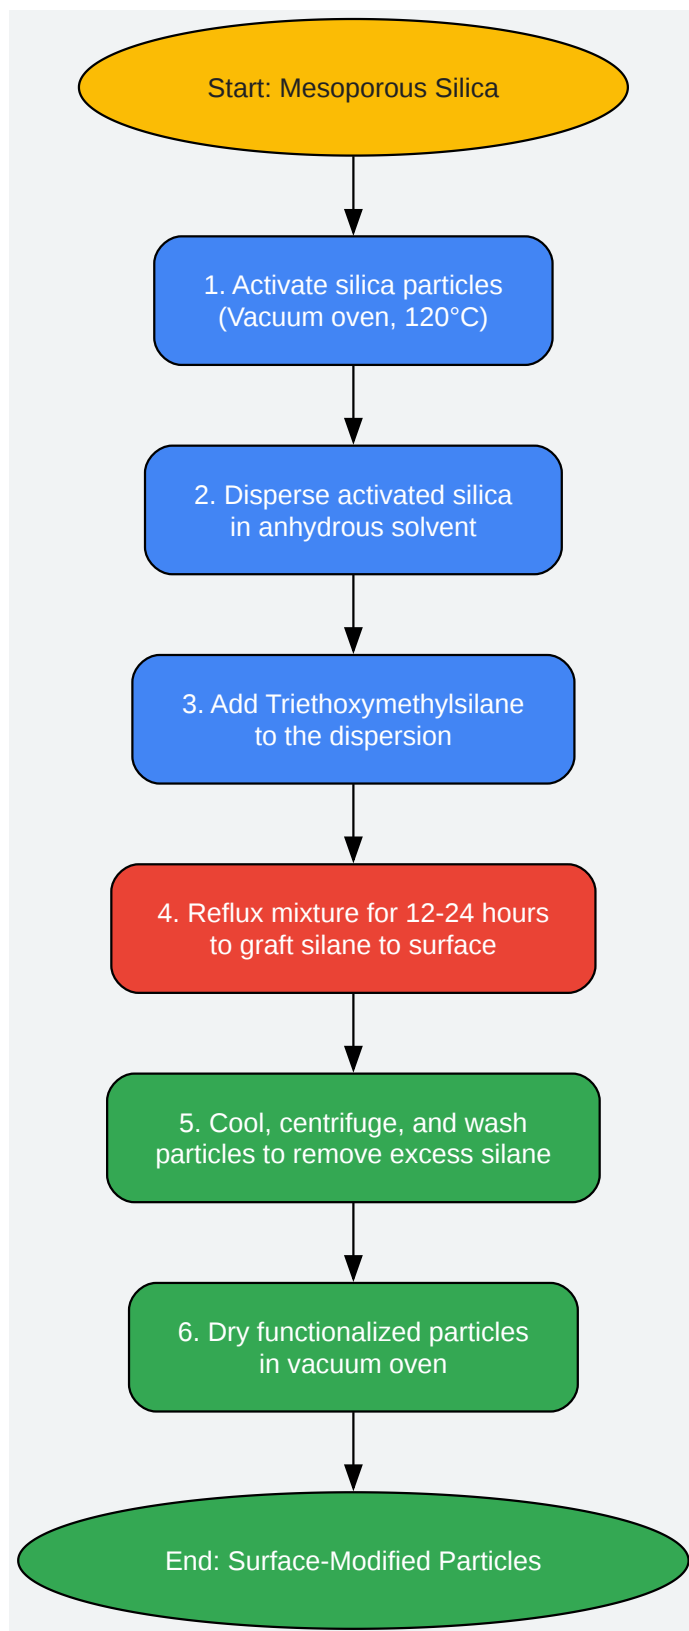 Start: Mesoporous Silica
1. Activate silica particles
(Vacuum oven, 120°C)
2. Disperse activated silica
in anhydrous solvent
3. Add Triethoxymethylsilane
to the dispersion
4. Reflux mixture for 12-24 hours
to graft silane to surface
5. Cool, centrifuge, and wash
particles to remove excess silane
6. Dry functionalized particles
in vacuum oven
End: Surface-Modified Particles